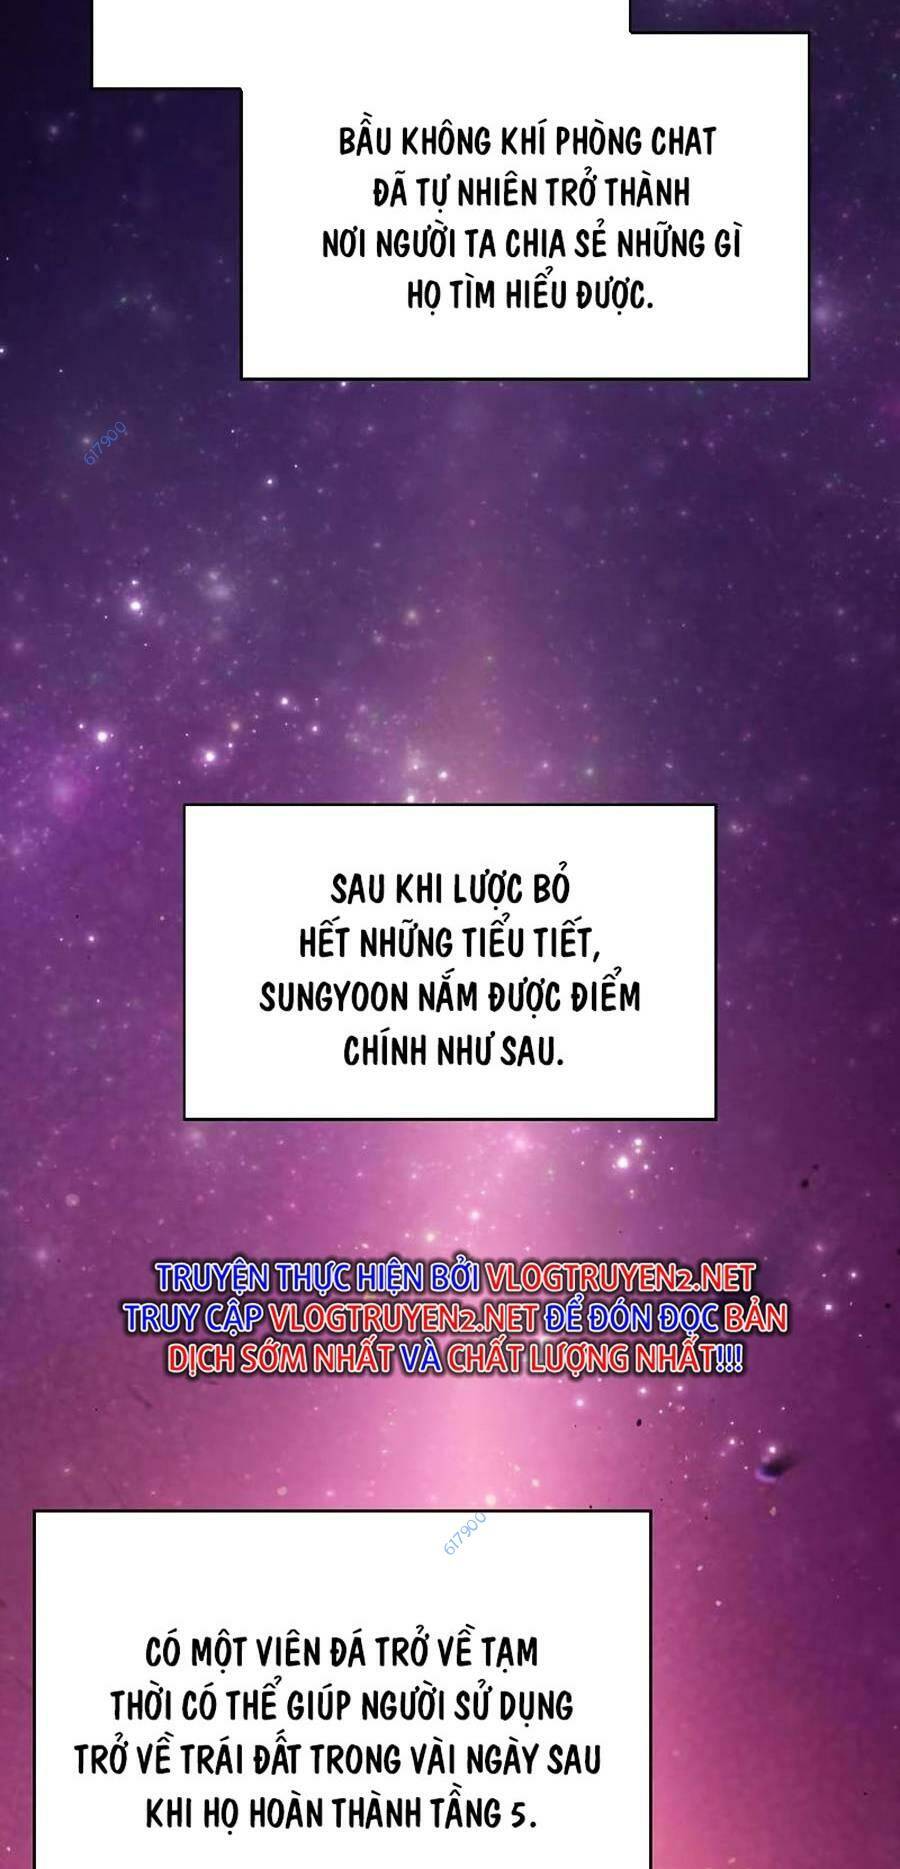 BẦU KHÔNG KHÍ PHÒNG CHAT
ĐÃ TỰ NHIÊN TRỞ THÀNH
NƠI NGƯỜI TA CHIA SẺ NHỮNG GÌ
HỌ TÌM HIỂU ĐƯỢC.
617900
SAU KHI LƯỢC BỎ
HẾT NHỮNG TIỂU TIẾT,
SUNGYOON NẮM ĐƯỢC ĐIỂM
CHÍNH NHƯ SAU.
TRUYỆN THỰC HIỆN BỞI VLOGTRUYEN2.NET
TRUY CẬP VLOGTRUYEN2.NET ĐỂ ĐÓN ĐỌC BẢN
DỊCH SỚM NHẤT VÀ CHẤT LƯỢNG NHẤT!!!
617900
CÓ MỘT VIÊN ĐÁ TRỞ VỀ TẠM
THỜI CÓ THỂ GIÚP NGƯỜI SỬ DỤNG
TRỞ VỀ TRÁI ĐẤT TRONG VÀI NGÀY SAU
KHI HỌ HOÀN THÀNH TẦNG 5.